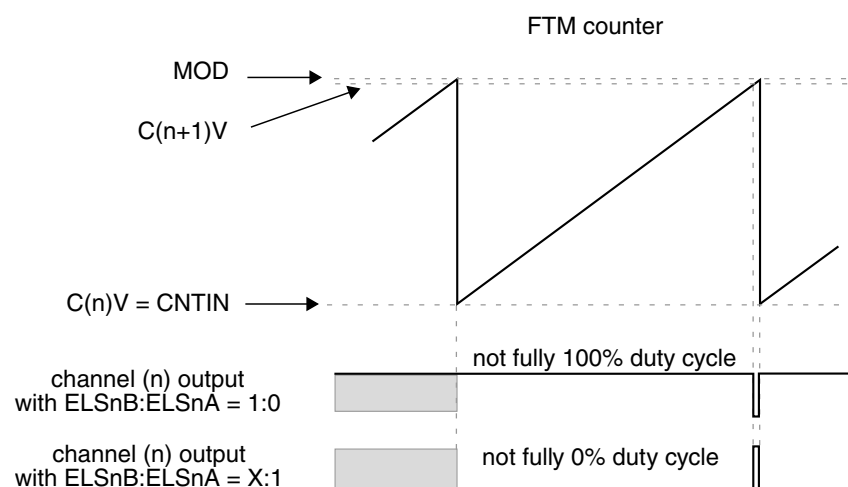 FTM counter
MOD
C(n+1)V
C(n)V = CNTIN
not fully 100% duty cycle
channel (n) output
with ELSnB:ELSnA = 1:0
channel (n) output
with ELSnB:ELSnA = X:1
not fully 0% duty cycle